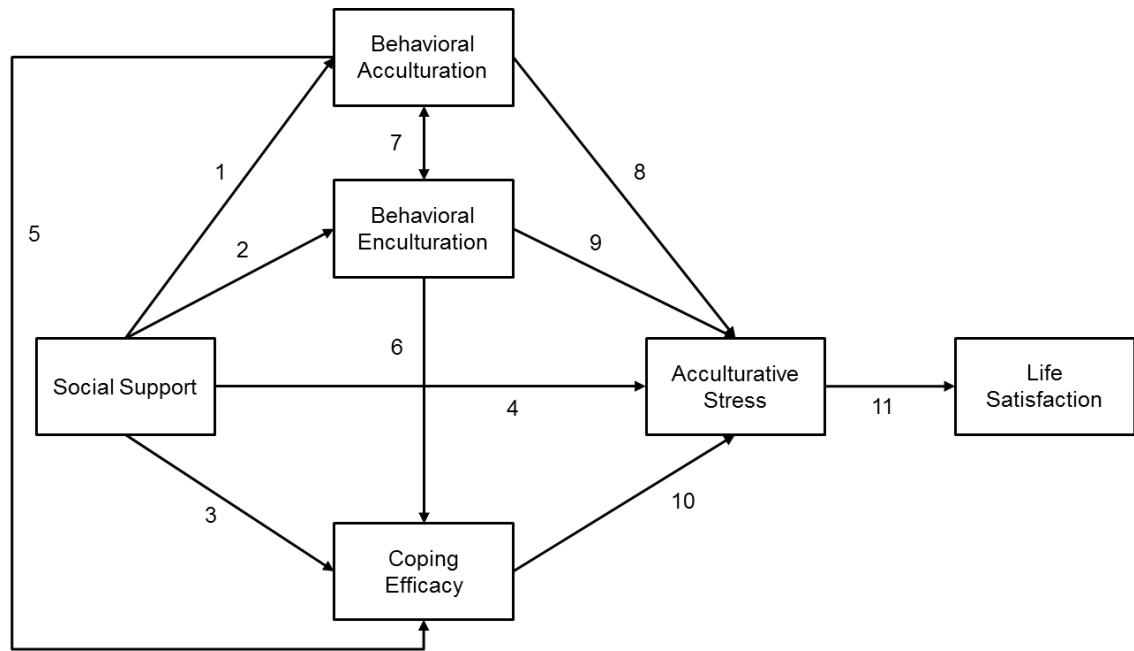 Behavioral
Acculturation
7
1
8
Behavioral
Enculturation
5
2
9
6
Social Support
4
Acculturative
Stress
11
Life
Satisfaction
3
10
Coping
Efficacy